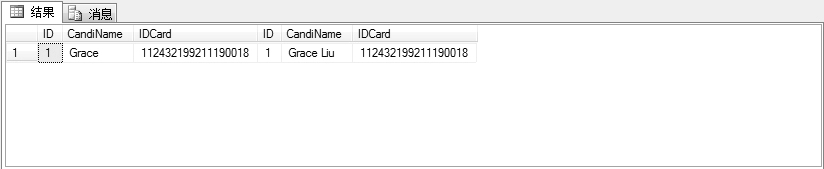 结果 消息
ID CandiName IDCard ID CandiName IDCard
1 1 Grace 112432199211190018 1 Grace Liu 112432199211190018